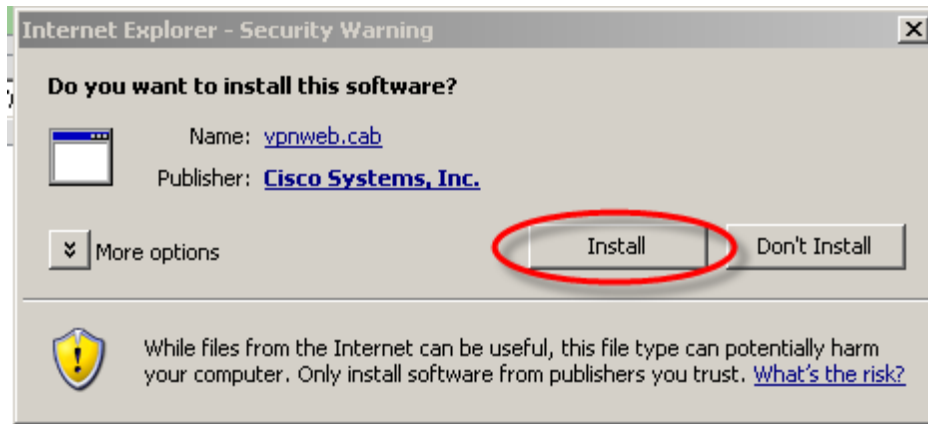 Internet Explorer - Security Warning
Do you want to install this software?
Name: vpnweb.cab
Publisher: Cisco Systems, Inc.
More options
Install
Don't Install
While files from the Internet can be useful, this file type can potentially harm
your computer. Only install software from publishers you trust. What's the risk?